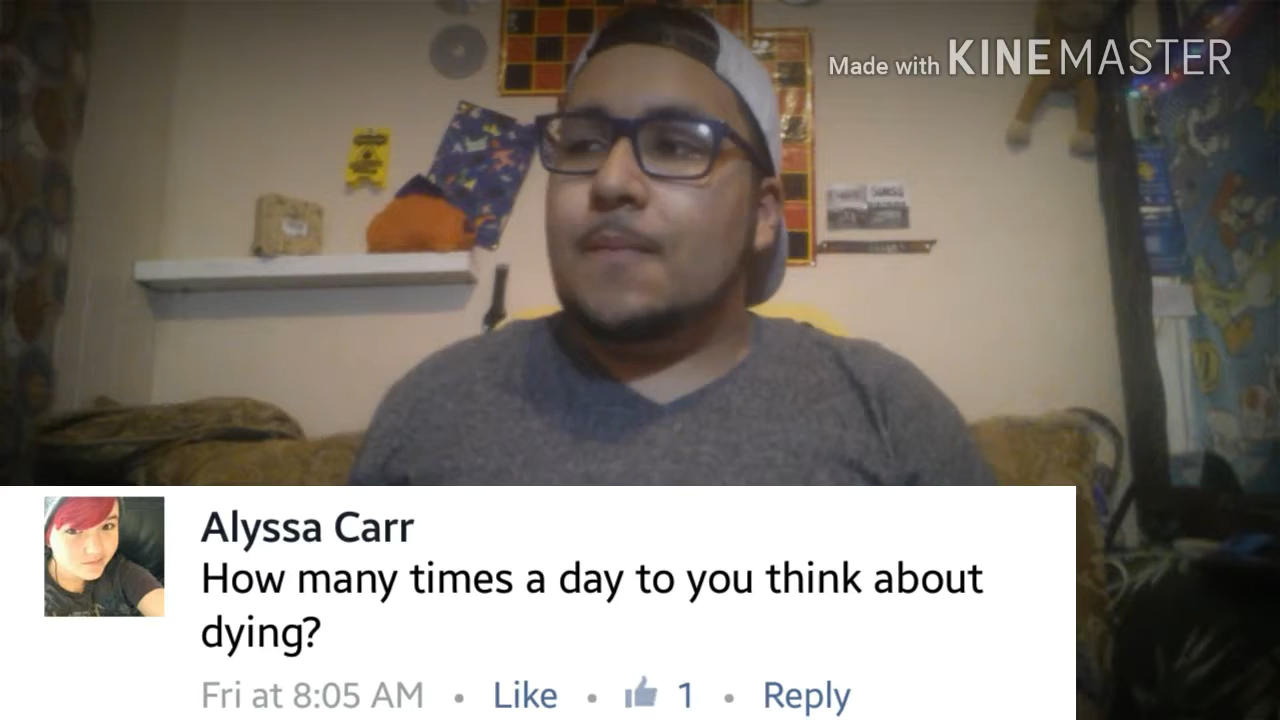 Made with KINEMASTER
Alyssa Carr
How many times a day to you think about
dying?
Fri at 8:05 AM • Like • 1 • Reply